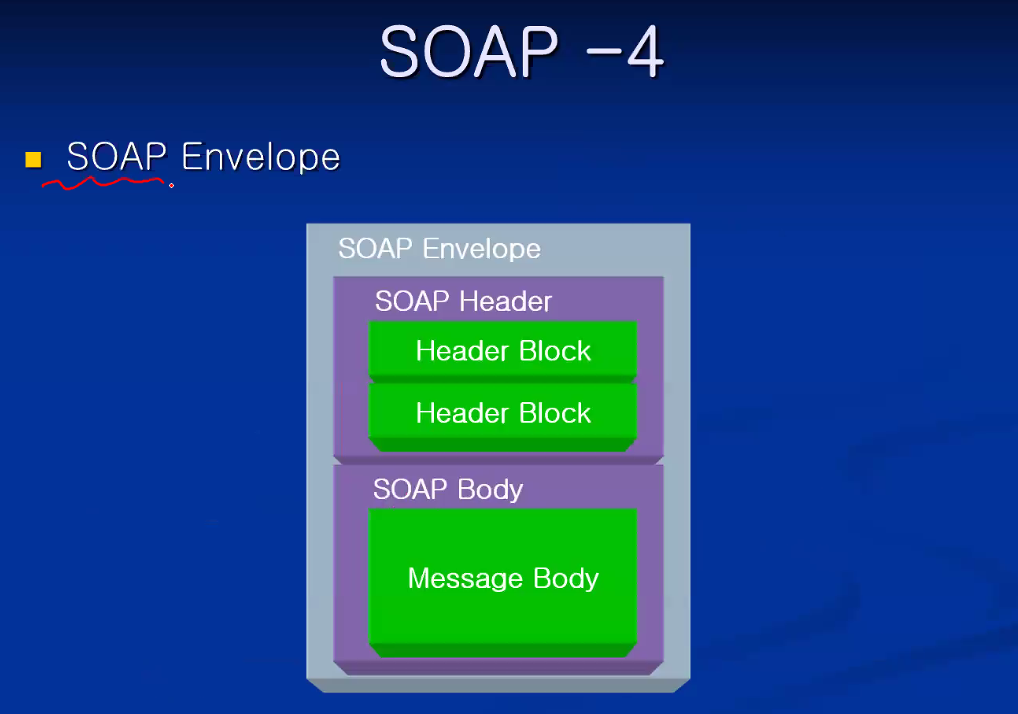 SOAP -4
SOAP Envelope
SOAP Envelope
SOAP Header
Header Block
Header Block
SOAP Body
Message Body